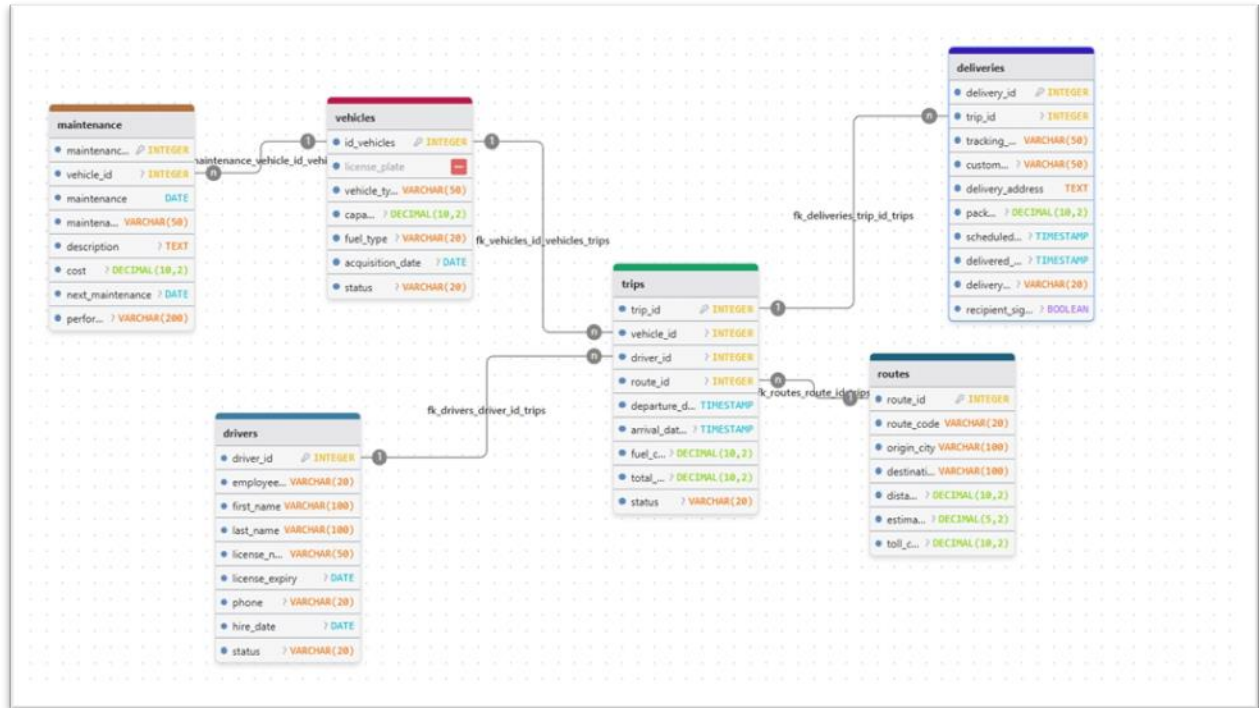 maintenance
maintenanc... INTEGER
vehicle_id ? INTEGER
maintenance DATE
maintena... VARCHAR(50)
description ? TEXT
cost ? DECIMAL(10,2)
next_maintenance ? DATE
perfor... ? VARCHAR(200)
1
n
maintenance_vehicle_id_vehi
vehicles
id_vehicles INTEGER
license_plate
vehicle_ty... VARCHAR(50)
capa... ? DECIMAL(10,2)
fuel_type ? VARCHAR(20)
acquisition_date ? DATE
status ? VARCHAR(20)
1
fk_vehicles_id_vehicles_trips
n
drivers
driver_id INTEGER
employee... VARCHAR(20)
first_name VARCHAR(100)
last_name VARCHAR(100)
license_n... VARCHAR(50)
license_expiry ? DATE
phone ? VARCHAR(20)
hire_date ? DATE
status ? VARCHAR(20)
1
fk_drivers_driver_id_trips
n
trips
trip_id INTEGER
vehicle_id ? INTEGER
driver_id ? INTEGER
route_id ? INTEGER
departure_d... TIMESTAMP
arrival_dat... ? TIMESTAMP
fuel_c... ? DECIMAL(10,2)
total_... ? DECIMAL(10,2)
status ? VARCHAR(20)
1
fk_deliveries_trip_id_trips
n
deliveries
delivery_id INTEGER
trip_id ? INTEGER
tracking_... VARCHAR(50)
custom... ? VARCHAR(50)
delivery_address TEXT
pack... ? DECIMAL(10,2)
scheduled... ? TIMESTAMP
delivered_... ? TIMESTAMP
delivery... ? VARCHAR(20)
recipient_sig... ? BOOLEAN
n
fk_routes_route_id_trips
1
routes
route_id INTEGER
route_code VARCHAR(20)
origin_city VARCHAR(100)
destinati... VARCHAR(100)
dista... ? DECIMAL(10,2)
estima... ? DECIMAL(5,2)
toll_c... ? DECIMAL(10,2)